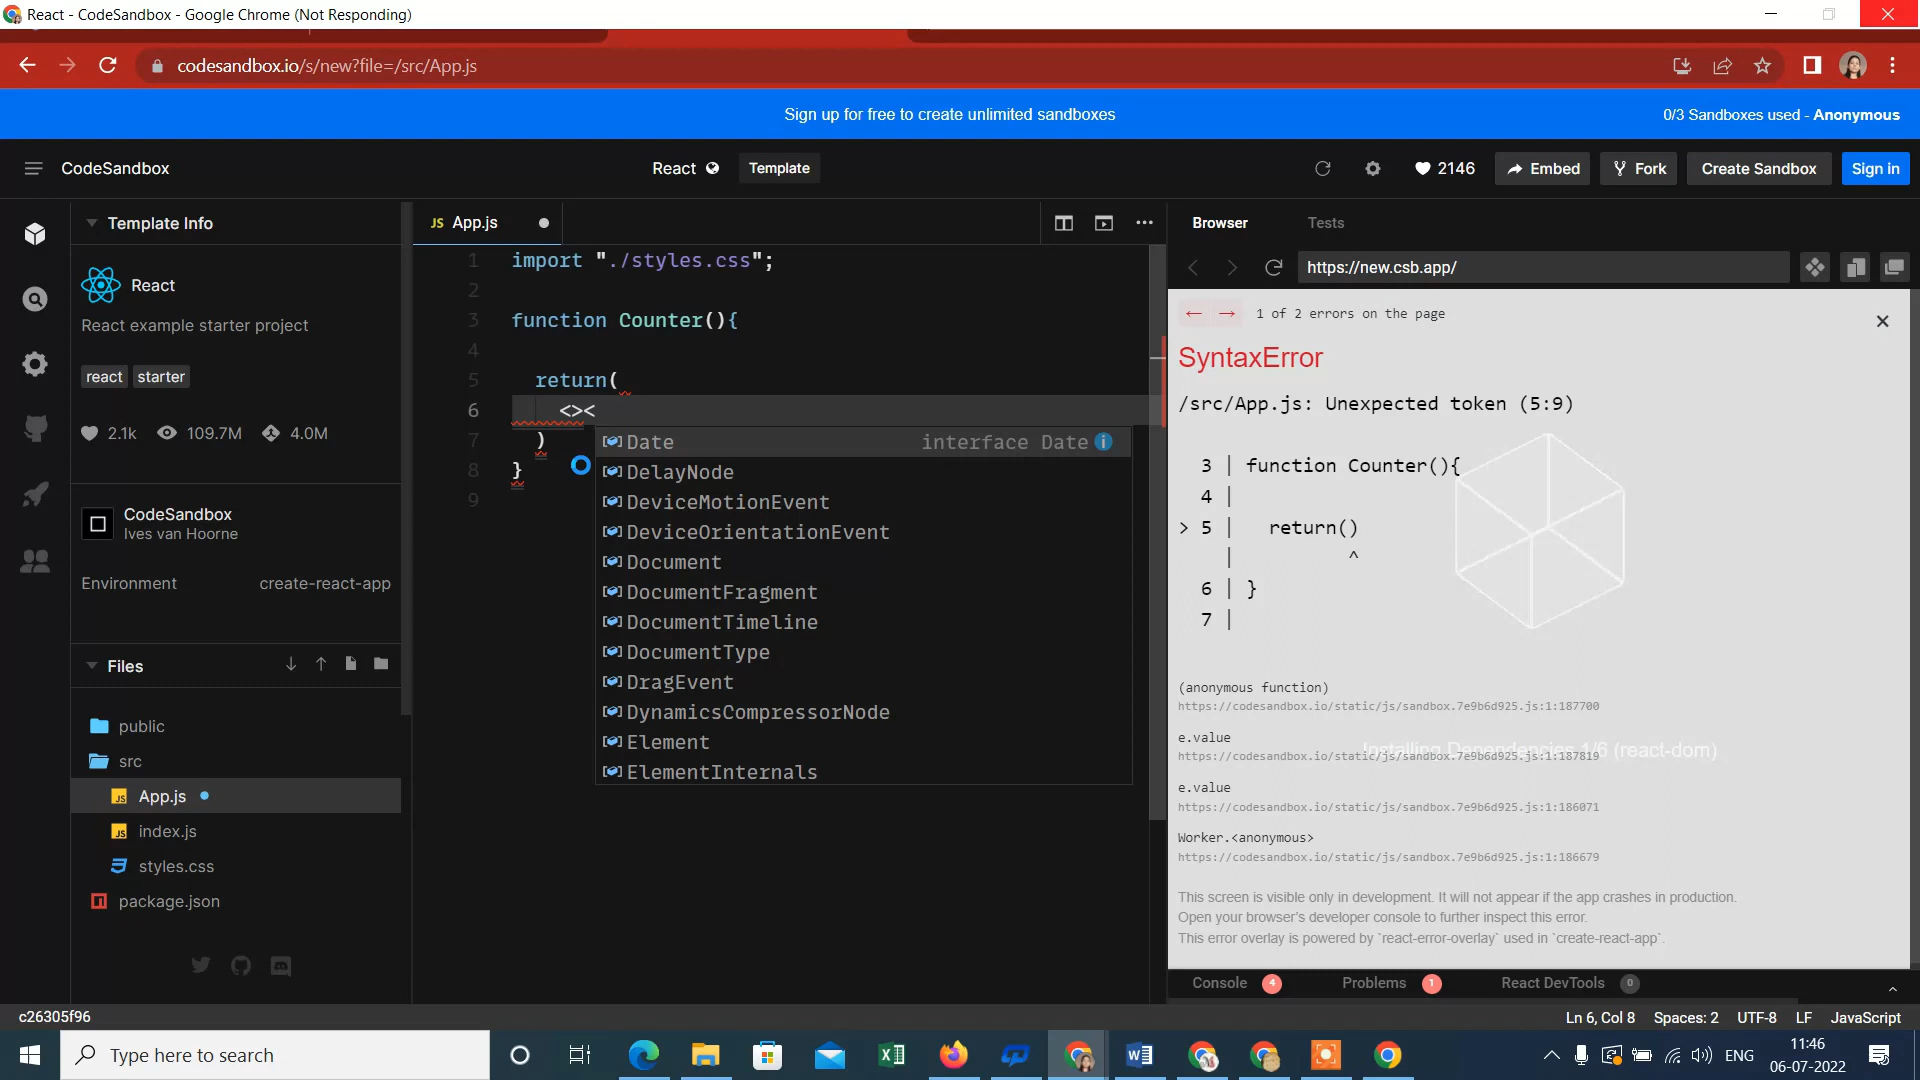 React - CodeSandbox - Google Chrome (Not Responding)
codesandbox.io/s/new?file=/src/App.js
Sign up for free to create unlimited sandboxes
0/3 Sandboxes used - Anonymous
CodeSandbox
React
Template
2146
Embed
Fork
Create Sandbox
Sign in
Template Info
React
React example starter project
react
starter
2.1k
109.7M
4.0M
CodeSandbox
Ives van Hoorne
Environment
create-react-app
Files
public
src
JS App.js
JS index.js
styles.css
package.json
JS App.js
1 import "./styles.css";
2
3 function Counter(){
4
5 return(
6 <><
7 )
8 }
9
Date interface Date
DelayNode
DeviceMotionEvent
DeviceOrientationEvent
Document
DocumentFragment
DocumentTimeline
DocumentType
DragEvent
DynamicsCompressorNode
Element
ElementInternals
Browser
Tests
https://new.csb.app/
← → 1 of 2 errors on the page
SyntaxError
/src/App.js: Unexpected token (5:9)
3 | function Counter(){
4 |
> 5 | return()
| ^
6 | }
7 |
(anonymous function)
https://codesandbox.io/static/js/sandbox.7e9b6d925.js:1:187700
e.value
https://codesandbox.io/static/js/sandbox.7e9b6d925.js:1:187819
Installing Dependencies 1/6 (react-dom)
e.value
https://codesandbox.io/static/js/sandbox.7e9b6d925.js:1:186071
Worker.<anonymous>
https://codesandbox.io/static/js/sandbox.7e9b6d925.js:1:186679
This screen is visible only in development. It will not appear if the app crashes in production.
Open your browser's developer console to further inspect this error.
This error overlay is powered by `react-error-overlay` used in `create-react-app`.
Console 4
Problems 1
React DevTools 0
c26305f96
Ln 6, Col 8
Spaces: 2
UTF-8
LF
JavaScript
Type here to search
ENG
11:46
06-07-2022